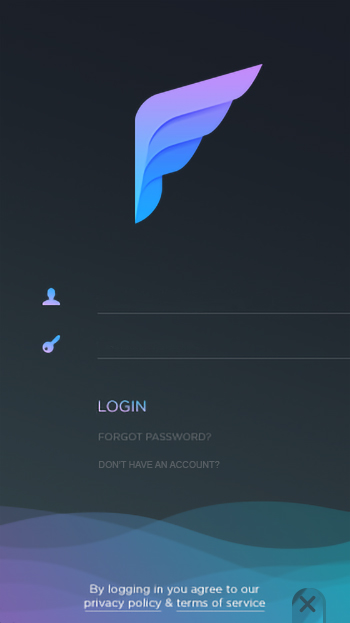 LOGIN
FORGOT PASSWORD?
DON'T HAVE AN ACCOUNT?
By logging in you agree to our
privacy policy & terms of service